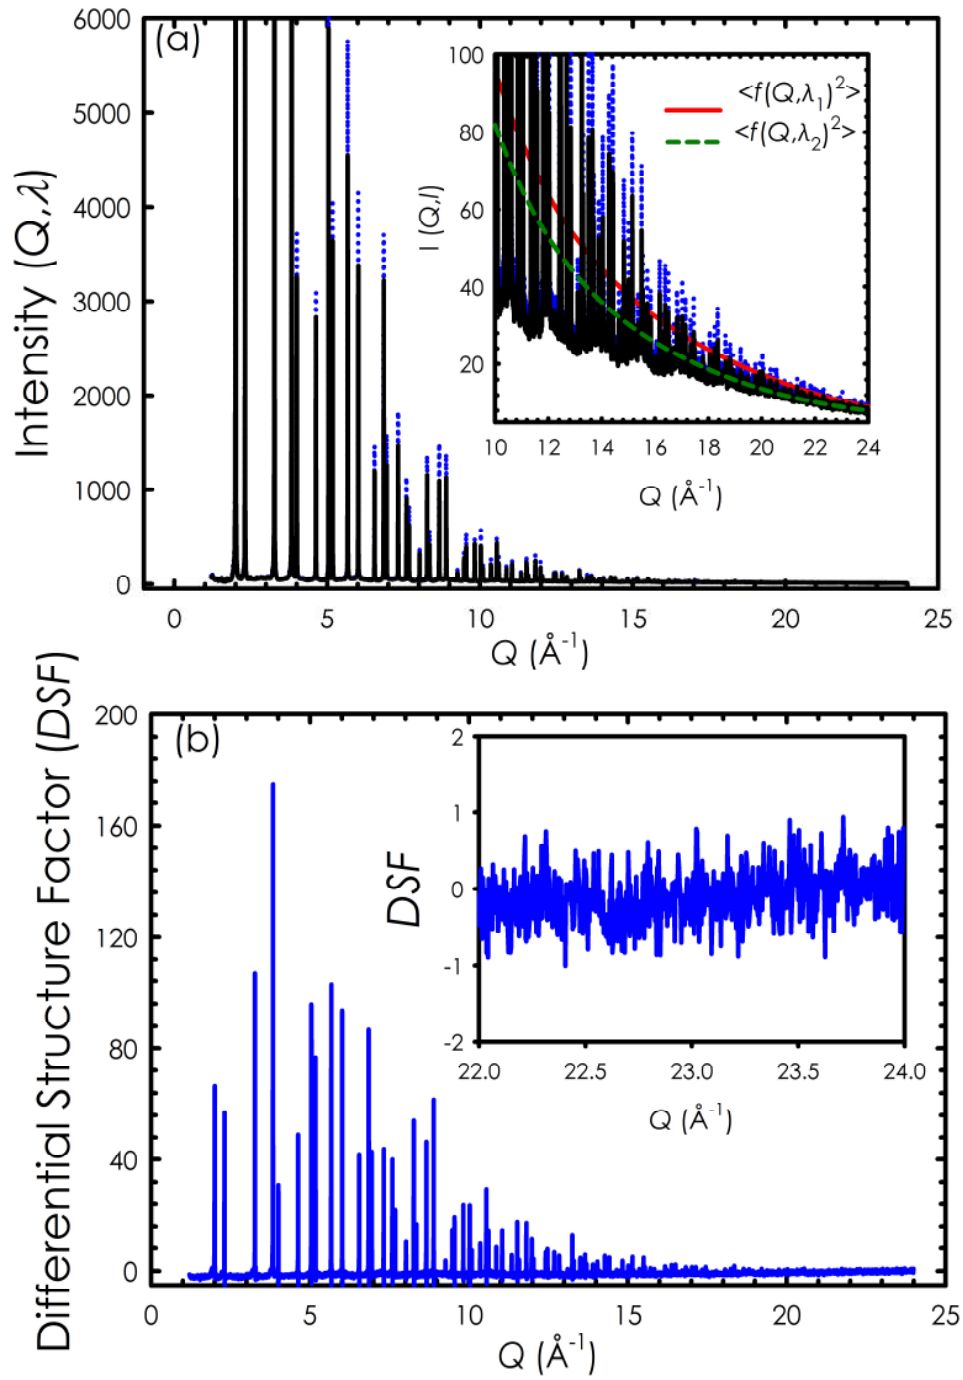 (a)
Intensity (Q,λ)
6000
5000
4000
3000
2000
1000
0
0 5 10 15 20 25
Q (Å⁻¹)
<f(Q,λ₁)²>
<f(Q,λ₂)²>
I (Q,l)
100
80
60
40
20
10 12 14 16 18 20 22 24
Q (Å⁻¹)
(b)
Differential Structure Factor (DSF)
200
160
120
80
40
0
0 5 10 15 20 25
Q (Å⁻¹)
DSF
2
1
0
-1
-2
22.0 22.5 23.0 23.5 24.0
Q (Å⁻¹)